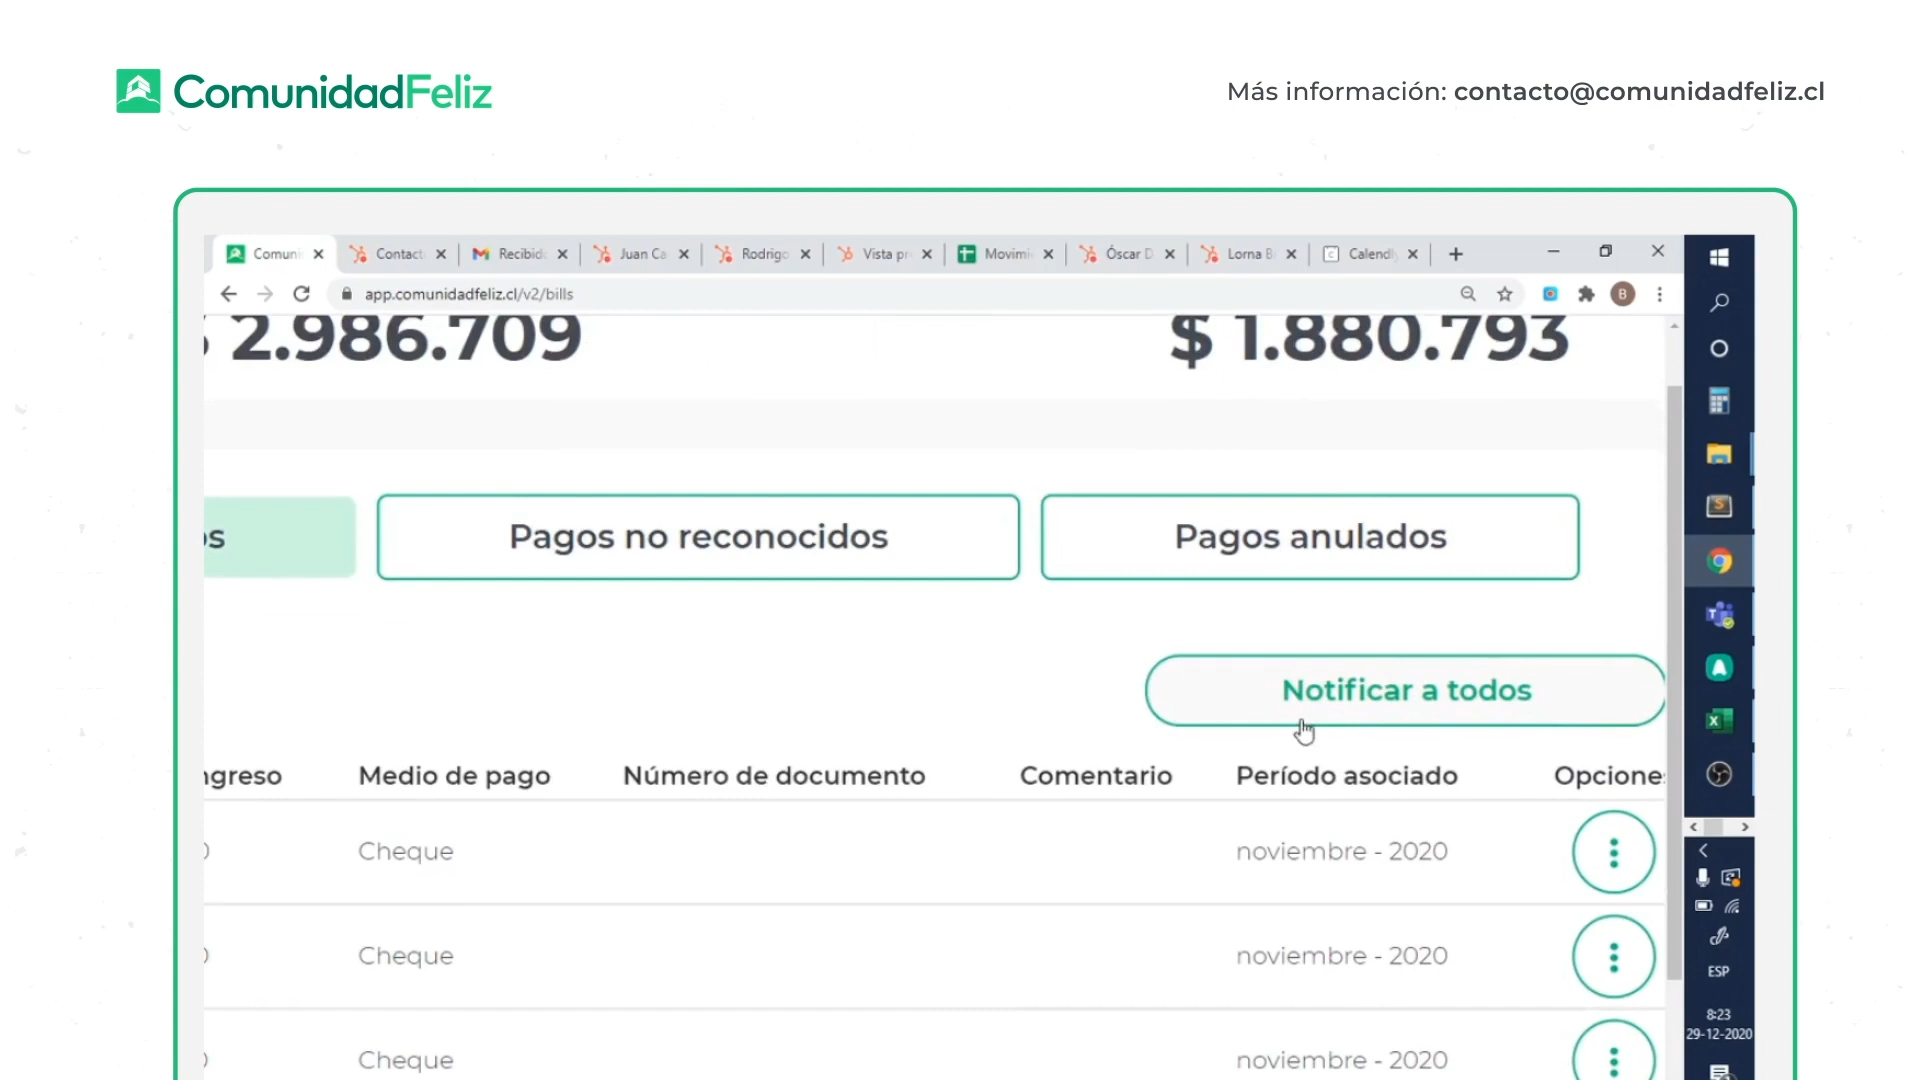 ComunidadFeliz
Más información: contacto@comunidadfeliz.cl
Comuni
Contact
Recibid
Juan Ca
Rodrigo
Vista pr
Movimi
Óscar D
Lorna B
Calendl
app.comunidadfeliz.cl/v2/bills
B
$ 2.986.709
$ 1.880.793
os
Pagos no reconocidos
Pagos anulados
Notificar a todos
ngreso Medio de pago Número de documento Comentario Período asociado Opciones
Cheque noviembre - 2020
Cheque noviembre - 2020
Cheque noviembre - 2020
ESP
8:23
29-12-2020